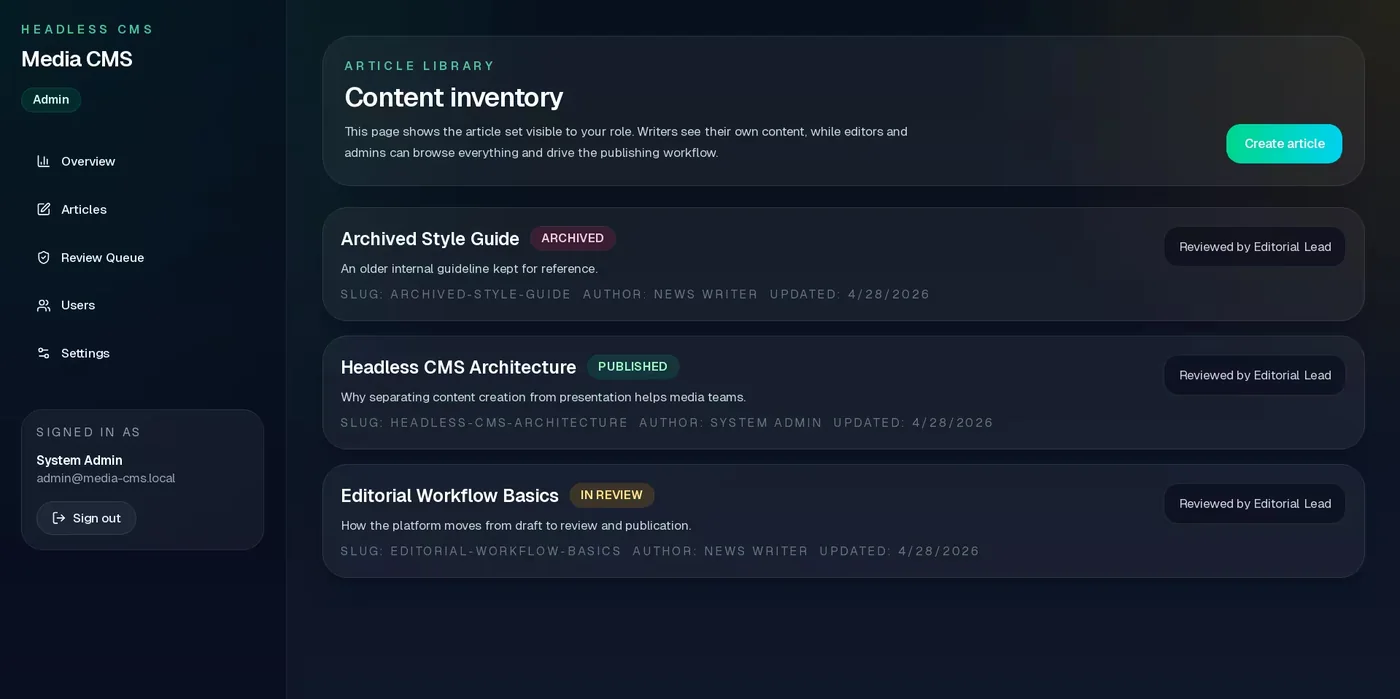 HEADLESS CMS
Media CMS
Admin
Overview
Articles
Review Queue
Users
Settings
SIGNED IN AS
System Admin
admin@media-cms.local
Sign out
ARTICLE LIBRARY
Content inventory
This page shows the article set visible to your role. Writers see their own content, while editors and
admins can browse everything and drive the publishing workflow.
Create article
Archived Style Guide ARCHIVED
Reviewed by Editorial Lead
An older internal guideline kept for reference.
SLUG: ARCHIVED-STYLE-GUIDE AUTHOR: NEWS WRITER UPDATED: 4/28/2026
Headless CMS Architecture PUBLISHED
Reviewed by Editorial Lead
Why separating content creation from presentation helps media teams.
SLUG: HEADLESS-CMS-ARCHITECTURE AUTHOR: SYSTEM ADMIN UPDATED: 4/28/2026
Editorial Workflow Basics IN REVIEW
Reviewed by Editorial Lead
How the platform moves from draft to review and publication.
SLUG: EDITORIAL-WORKFLOW-BASICS AUTHOR: NEWS WRITER UPDATED: 4/28/2026